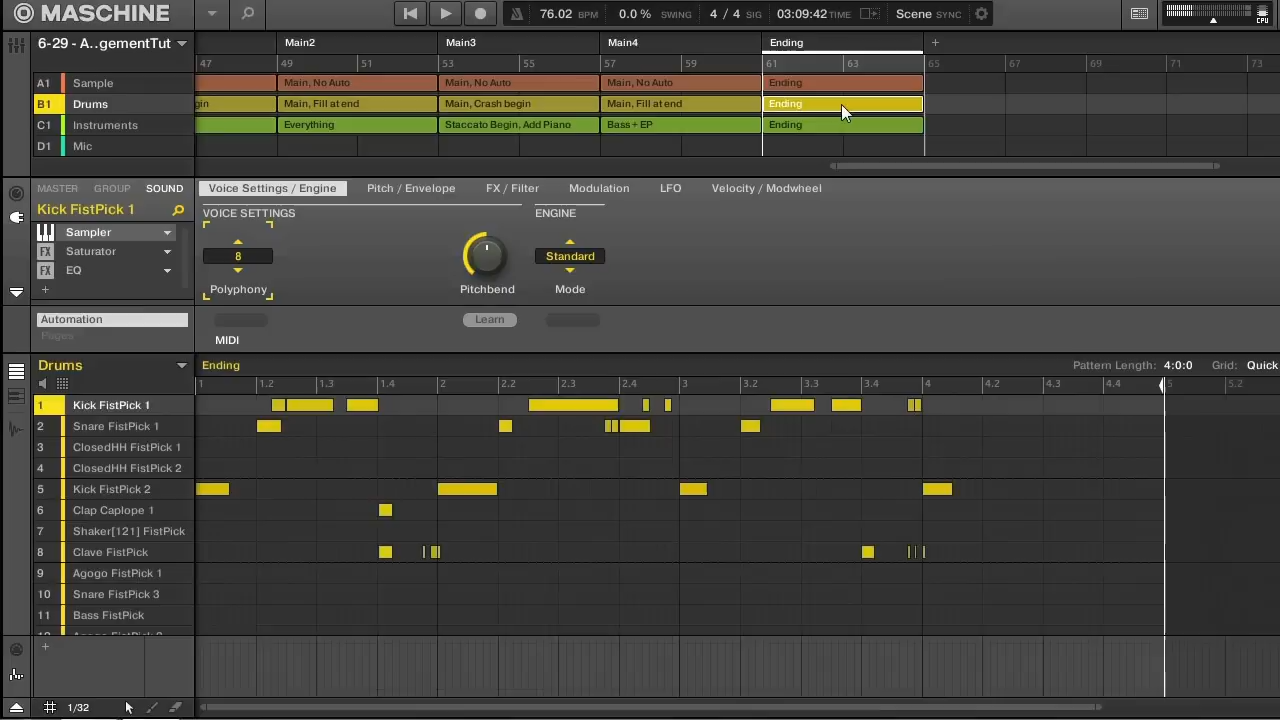 MASCHINE
76.02 BPM 0.0 % SWING 4 / 4 SIG 03:09:42 TIME Scene SYNC CPU
6-29 - A..gementTut Main2 Main3 Main4 Ending +
47 49 51 53 55 57 59 61 63 65 67 69 71 73
A1 Sample Main, No Auto Main, No Auto Main, No Auto Ending
B1 Drums gin Main, Fill at end Main, Crash begin Main, Fill at end Ending
C1 Instruments Everything Staccato Begin, Add Piano Bass + EP Ending
D1 Mic
MASTER GROUP SOUND Voice Settings / Engine Pitch / Envelope FX / Filter Modulation LFO Velocity / Modwheel
Kick FistPick 1 VOICE SETTINGS ENGINE
Sampler
FX Saturator 8 Standard
FX EQ
+ Polyphony Pitchbend Mode
Automation Learn
Pages MIDI
Drums Ending Pattern Length: 4:0:0 Grid: Quick
1 1.2 1.3 1.4 2 2.2 2.3 2.4 3 3.2 3.3 3.4 4 4.2 4.3 4.4 5 5.2
1 Kick FistPick 1
2 Snare FistPick 1
3 ClosedHH FistPick 1
4 ClosedHH FistPick 2
5 Kick FistPick 2
6 Clap Caplope 1
7 Shaker[121] FistPick
8 Clave FistPick
9 Agogo FistPick 1
10 Snare FistPick 3
11 Bass FistPick
12 Agogo FistPick 2
+
1/32